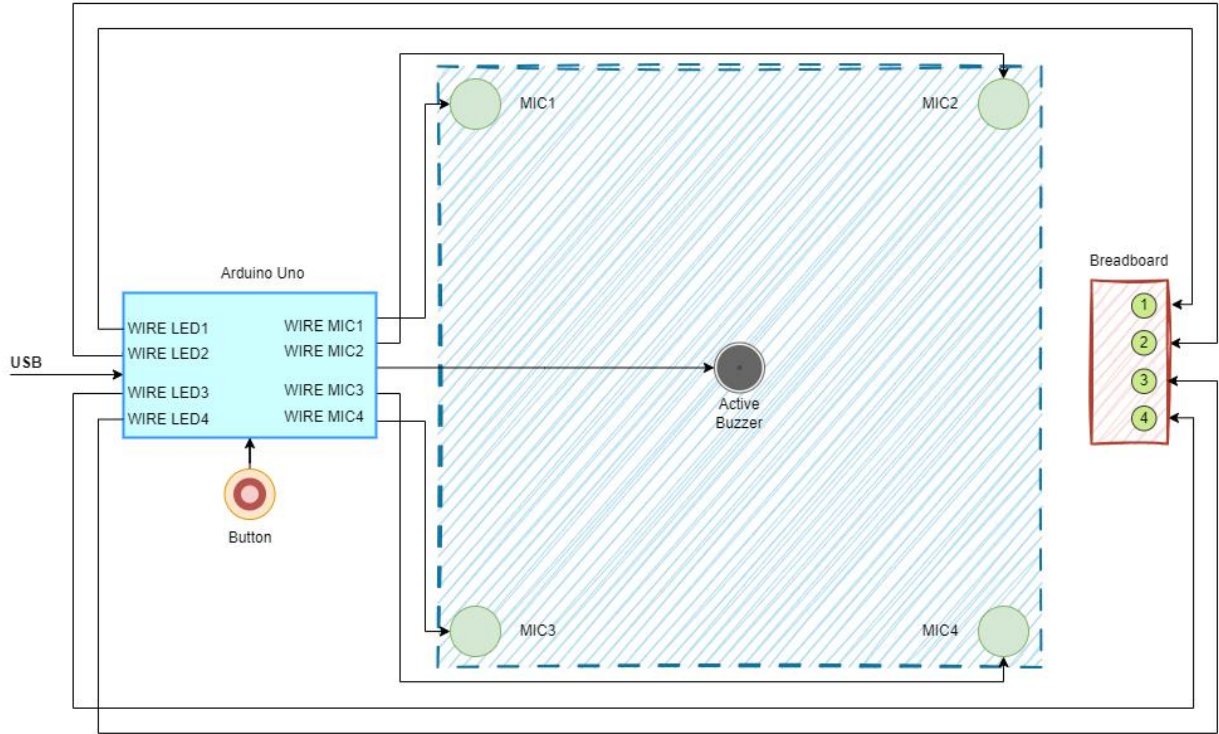 MIC1
MIC2
Arduino Uno
Breadboard
WIRE LED1
WIRE MIC1
WIRE LED2
WIRE MIC2
USB
WIRE LED3
WIRE MIC3
WIRE LED4
WIRE MIC4
Active
Buzzer
1
2
3
4
Button
MIC3
MIC4